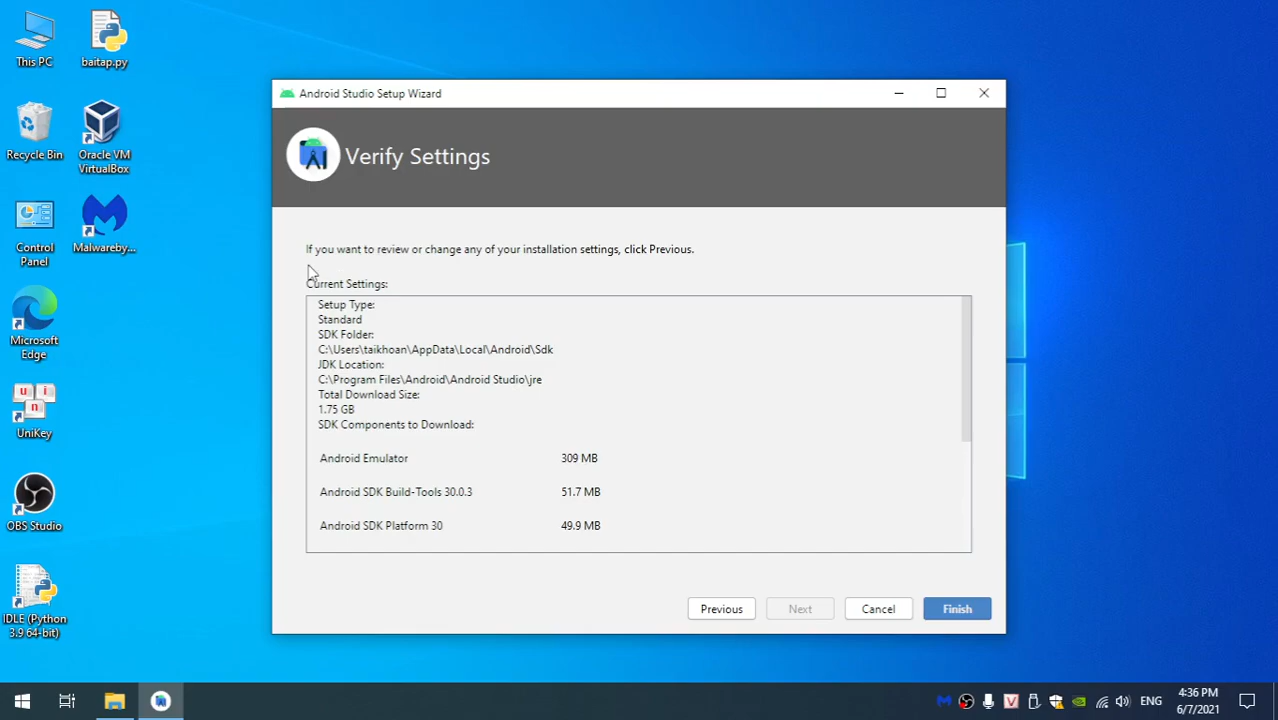 This PC
baitap.py
Recycle Bin
Oracle VM
VirtualBox
Control
Panel
Malwareby...
Microsoft
Edge
UniKey
OBS Studio
IDLE (Python
3.9 64-bit)
Android Studio Setup Wizard
Verify Settings
If you want to review or change any of your installation settings, click Previous.
Current Settings:
Setup Type:
Standard
SDK Folder:
C:\Users\taikhoan\AppData\Local\Android\Sdk
JDK Location:
C:\Program Files\Android\Android Studio\jre
Total Download Size:
1.75 GB
SDK Components to Download:
Android Emulator 309 MB
Android SDK Build-Tools 30.0.3 51.7 MB
Android SDK Platform 30 49.9 MB
Previous Next Cancel Finish
ENG
4:36 PM
6/7/2021